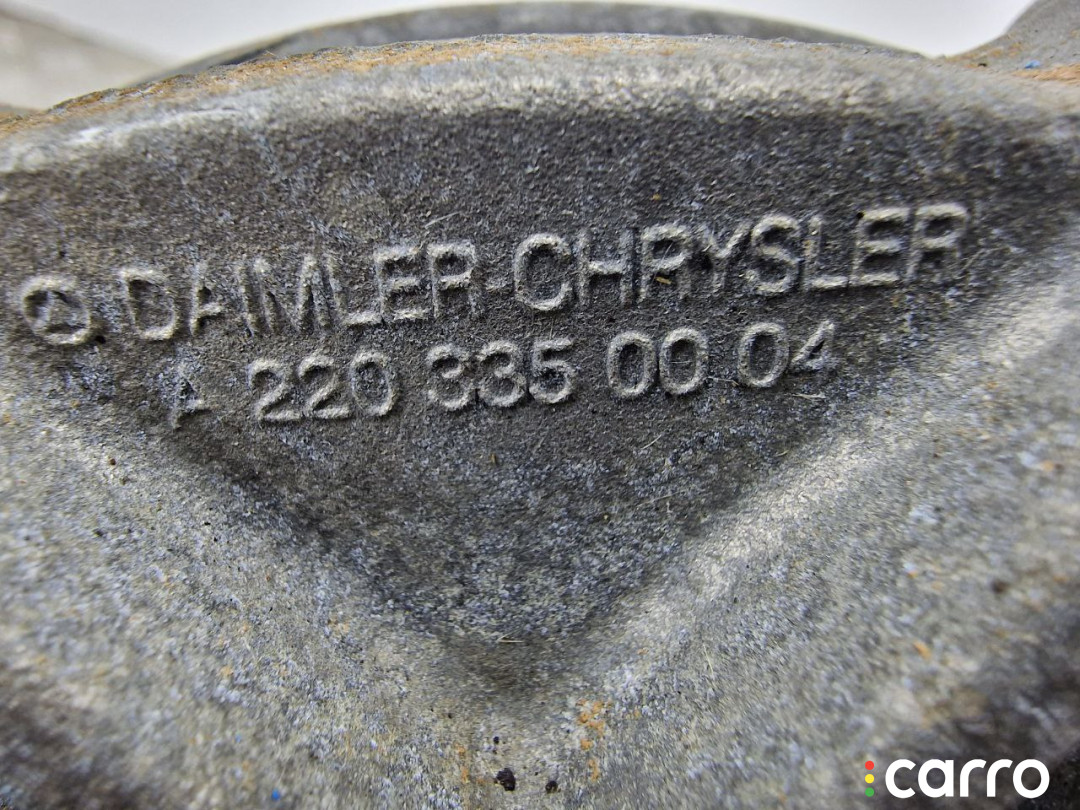 DAIMLER-CHRYSLER
A 220 335 00 04
carro